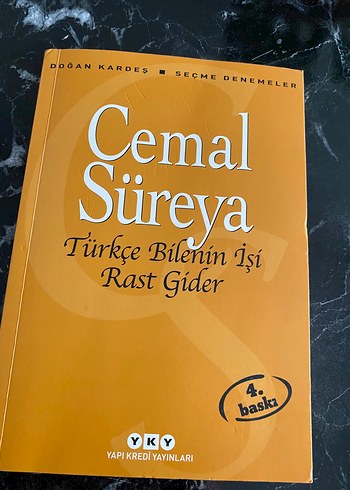 DOĞAN KARDEŞ ■ SEÇME DENEMELER
Cemal
Süreya
Türkçe Bilenin İşi
Rast Gider
4.
baskı
YKY
YAPI KREDİ YAYINLARI